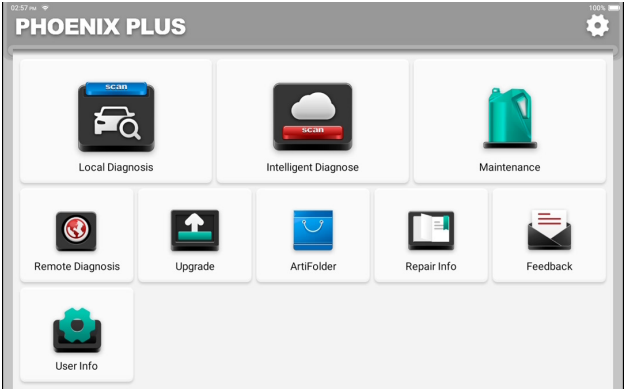 02:57 PM 100%
PHOENIX PLUS
scan
scan
Local Diagnosis Intelligent Diagnose Maintenance
Remote Diagnosis Upgrade ArtiFolder Repair Info Feedback
User Info